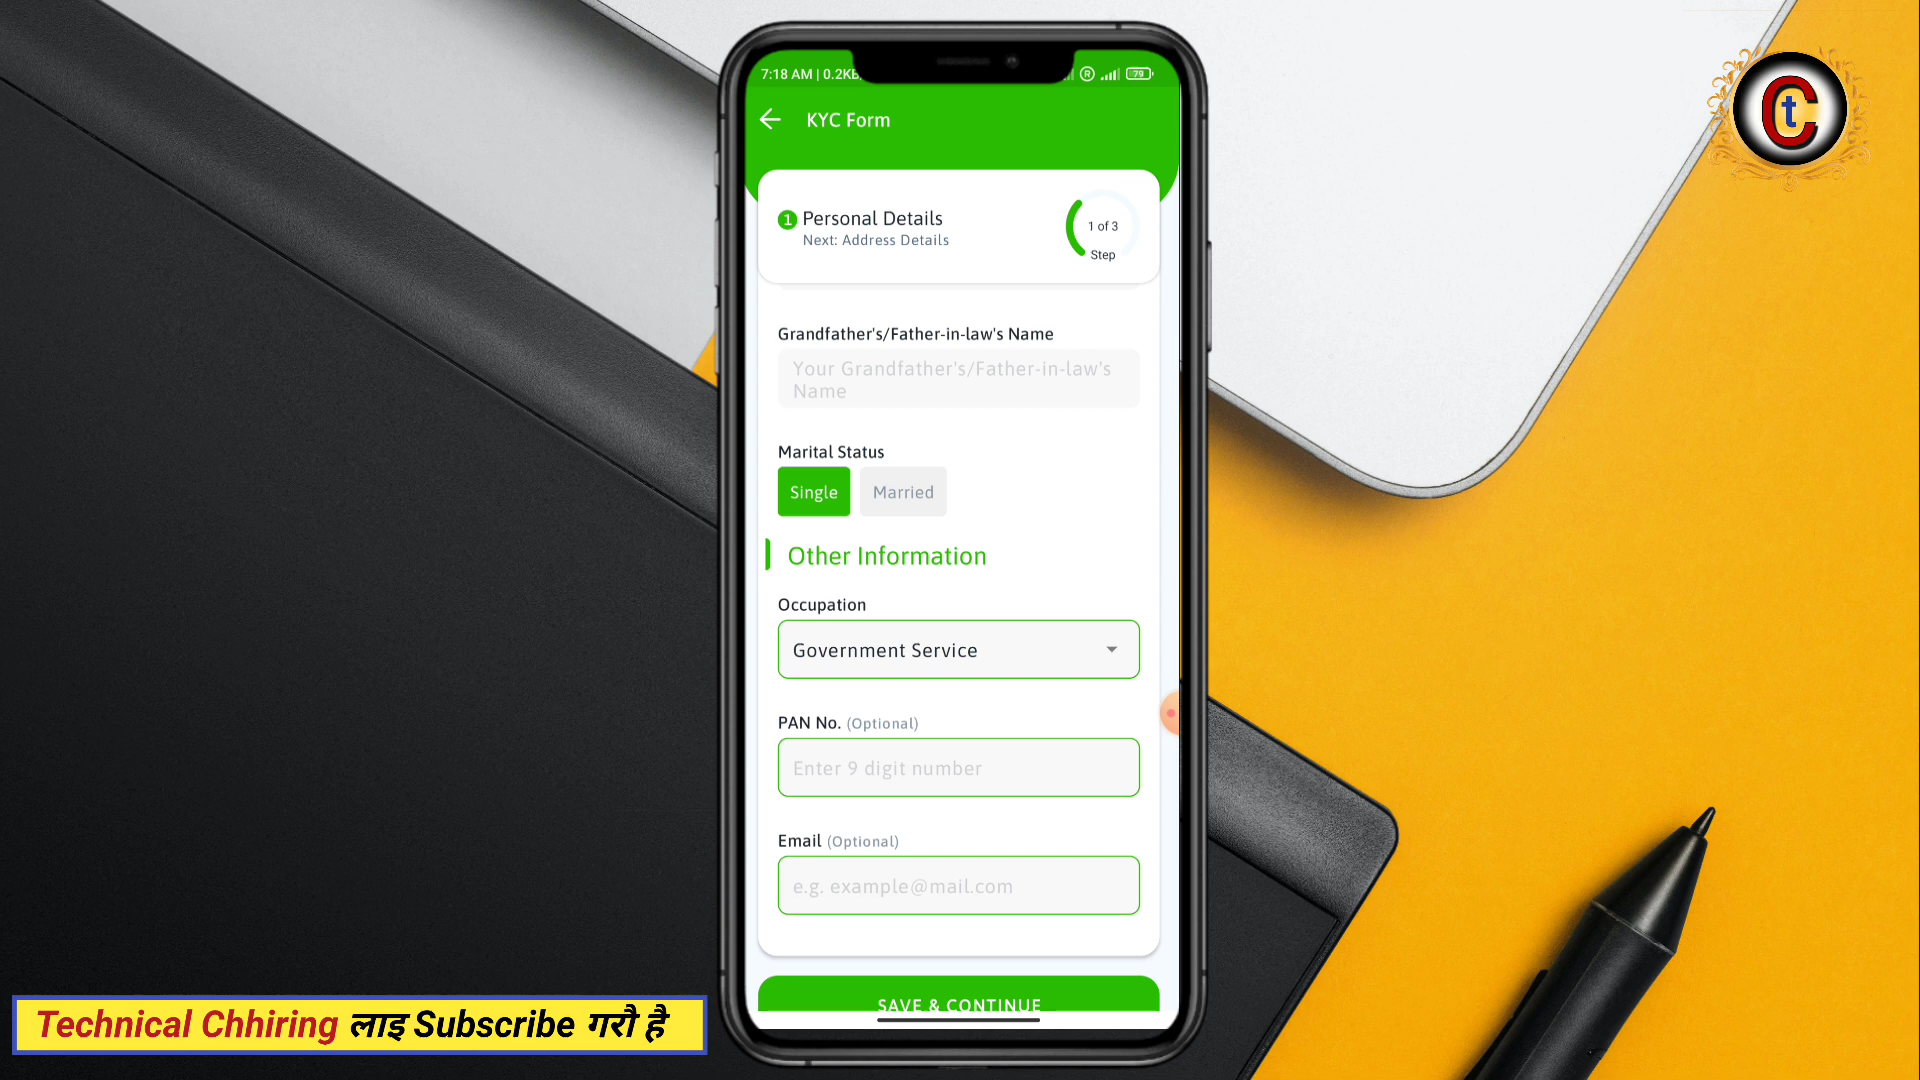 7:18 AM | 0.2KB
R
79
KYC Form
1 Personal Details
Next: Address Details
1 of 3
Step
Grandfather's/Father-in-law's Name
Your Grandfather's/Father-in-law's
Name
Marital Status
Single Married
Other Information
Occupation
Government Service
PAN No. (Optional)
Enter 9 digit number
Email (Optional)
e.g. example@mail.com
SAVE & CONTINUE
Technical Chhiring लाइ Subscribe गरौ है
Ct